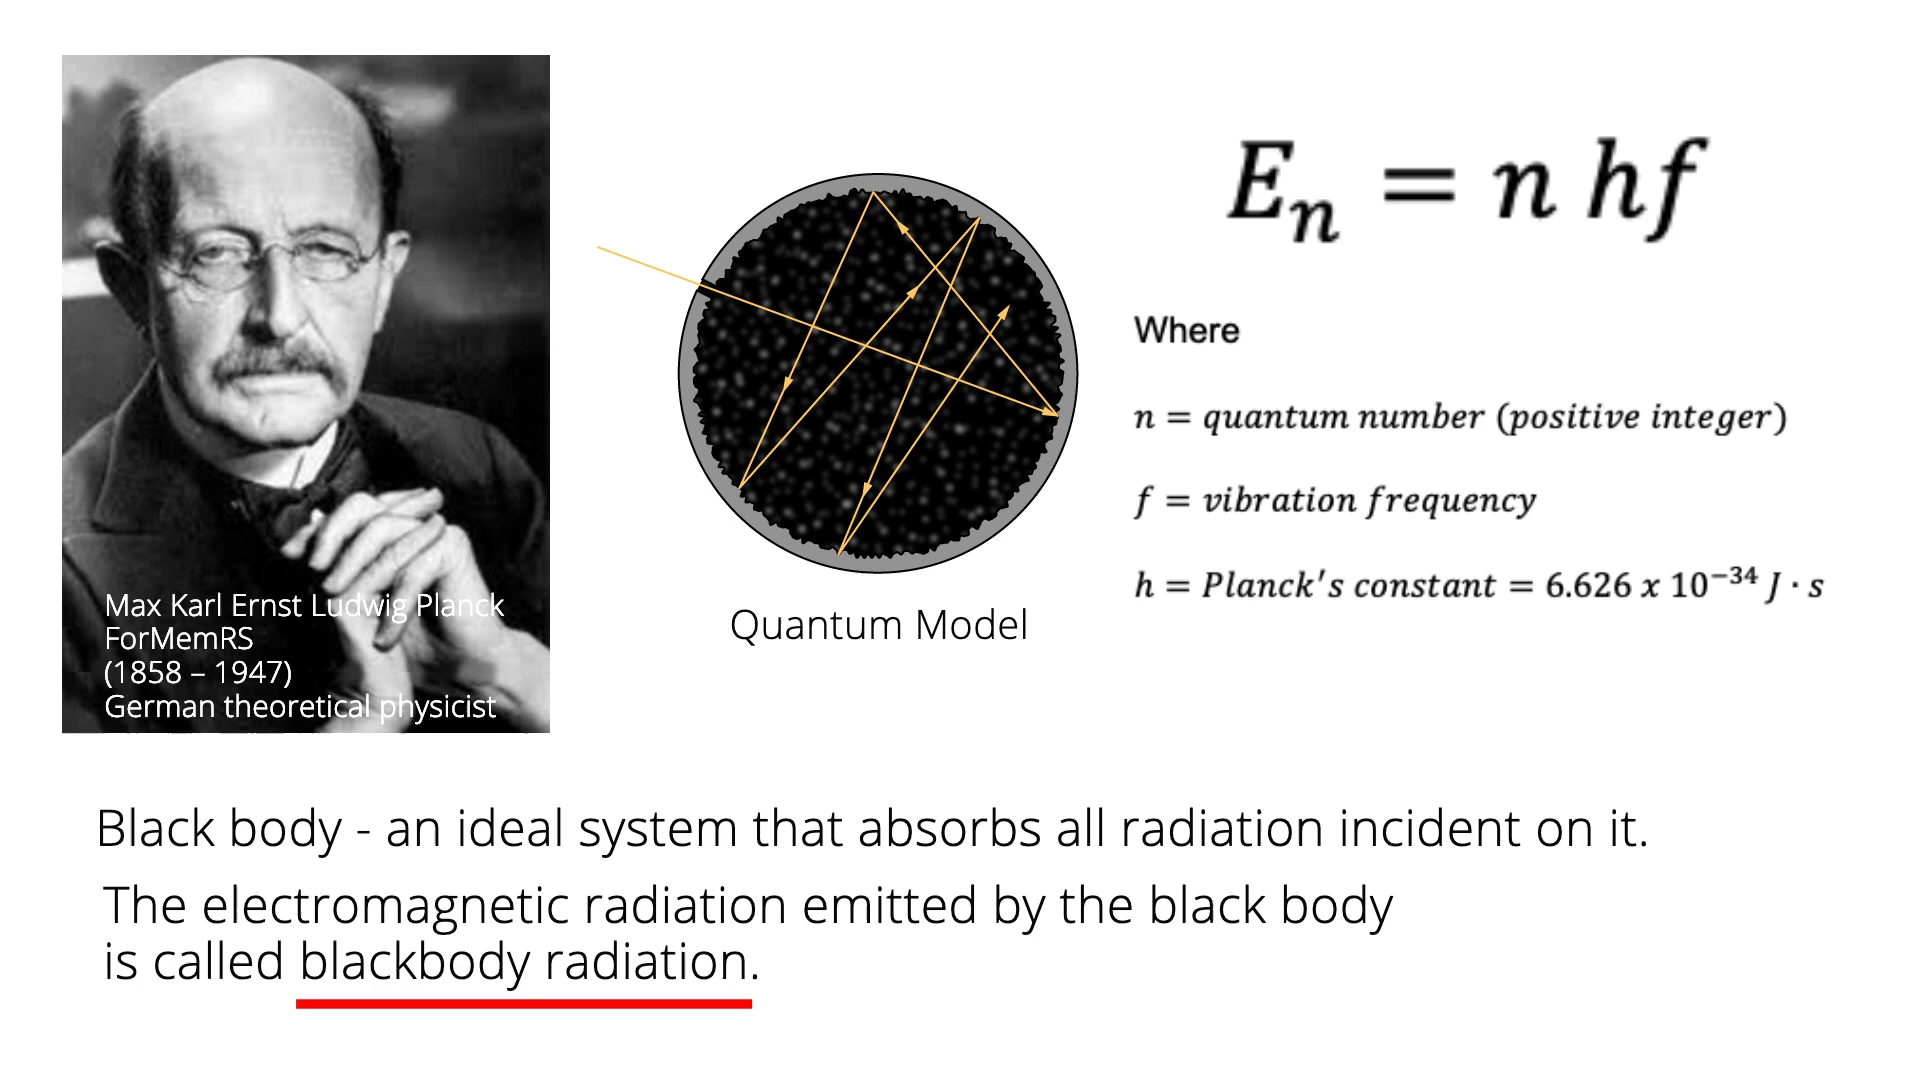 Max Karl Ernst Ludwig Planck
ForMemRS
(1858 – 1947)
German theoretical physicist
Quantum Model
Eₙ = n hf
Where
n = quantum number (positive integer)
f = vibration frequency
h = Planck's constant = 6.626 x 10⁻³⁴ J · s
Black body - an ideal system that absorbs all radiation incident on it.
The electromagnetic radiation emitted by the black body
is called blackbody radiation.